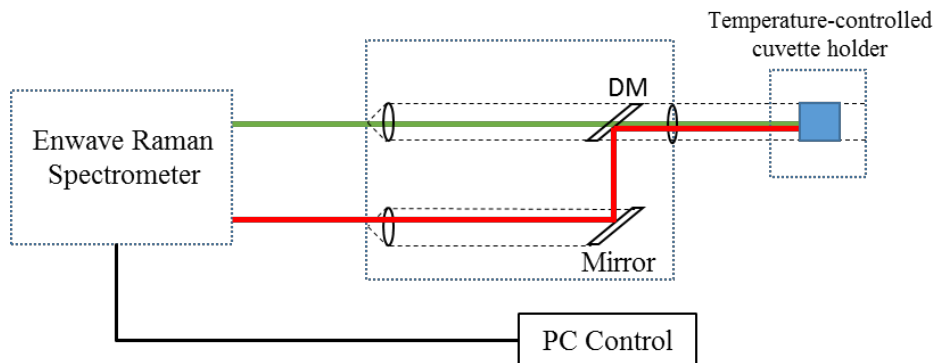 Temperature-controlled
cuvette holder
DM
Enwave Raman
Spectrometer
Mirror
PC Control